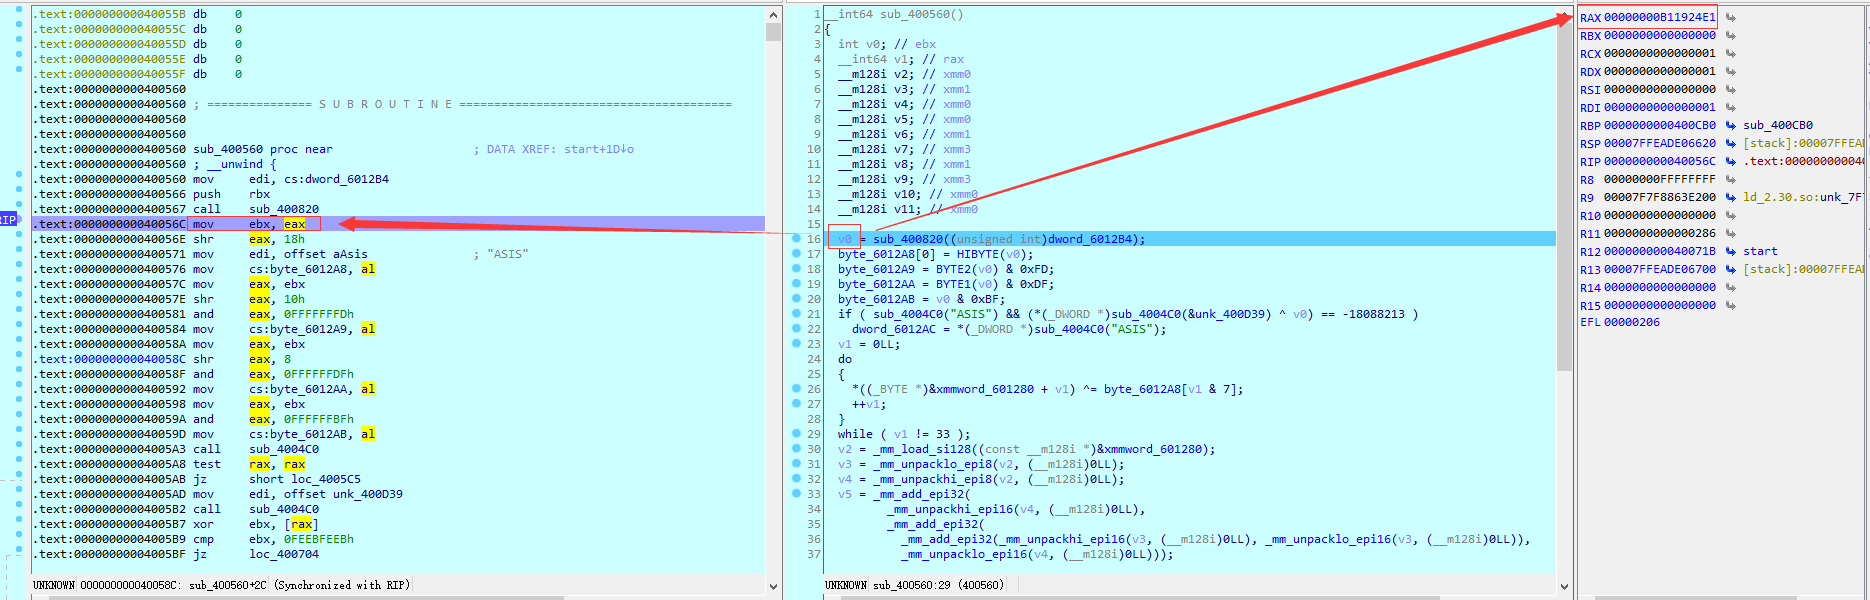 .text:000000000040055B db    0
.text:000000000040055C db    0
.text:000000000040055D db    0
.text:000000000040055E db    0
.text:000000000040055F db    0
.text:0000000000400560
.text:0000000000400560 ; =============== S U B R O U T I N E =======================================
.text:0000000000400560
.text:0000000000400560
.text:0000000000400560 sub_400560 proc near                    ; DATA XREF: start+1D↓o
.text:0000000000400560 ; __unwind {
.text:0000000000400560 mov     edi, cs:dword_6012B4
.text:0000000000400566 push    rbx
.text:0000000000400567 call    sub_400820
RIP
.text:000000000040056C mov     ebx, eax
.text:000000000040056E shr     eax, 18h
.text:0000000000400571 mov     edi, offset aAsis               ; "ASIS"
.text:0000000000400576 mov     cs:byte_6012A8, al
.text:000000000040057C mov     eax, ebx
.text:000000000040057E shr     eax, 10h
.text:0000000000400581 and     eax, 0FFFFFFFDh
.text:0000000000400584 mov     cs:byte_6012A9, al
.text:000000000040058A mov     eax, ebx
.text:000000000040058C shr     eax, 8
.text:000000000040058F and     eax, 0FFFFFFDFh
.text:0000000000400592 mov     cs:byte_6012AA, al
.text:0000000000400598 mov     eax, ebx
.text:000000000040059A and     eax, 0FFFFFFBFh
.text:000000000040059D mov     cs:byte_6012AB, al
.text:00000000004005A3 call    sub_4004C0
.text:00000000004005A8 test    rax, rax
.text:00000000004005AB jz      short loc_4005C5
.text:00000000004005AD mov     edi, offset unk_400D39
.text:00000000004005B2 call    sub_4004C0
.text:00000000004005B7 xor     ebx, [rax]
.text:00000000004005B9 cmp     ebx, 0FEEBFEEBh
.text:00000000004005BF jz      loc_400704
UNKNOWN 000000000040058C: sub_400560+2C (Synchronized with RIP)
1 __int64 sub_400560()
2 {
3   int v0; // ebx
4   __int64 v1; // rax
5   __m128i v2; // xmm0
6   __m128i v3; // xmm1
7   __m128i v4; // xmm0
8   __m128i v5; // xmm0
9   __m128i v6; // xmm1
10   __m128i v7; // xmm3
11   __m128i v8; // xmm1
12   __m128i v9; // xmm3
13   __m128i v10; // xmm0
14   __m128i v11; // xmm0
15
16   v0 = sub_400820((unsigned int)dword_6012B4);
17   byte_6012A8[0] = HIBYTE(v0);
18   byte_6012A9 = BYTE2(v0) & 0xFD;
19   byte_6012AA = BYTE1(v0) & 0xDF;
20   byte_6012AB = v0 & 0xBF;
21   if ( sub_4004C0("ASIS") && (*(_DWORD *)sub_4004C0(&unk_400D39) ^ v0) == -18088213 )
22     dword_6012AC = *(_DWORD *)sub_4004C0("ASIS");
23   v1 = 0LL;
24   do
25   {
26     *((_BYTE *)&xmmword_601280 + v1) ^= byte_6012A8[v1 & 7];
27     ++v1;
28   }
29   while ( v1 != 33 );
30   v2 = _mm_load_si128((const __m128i *)&xmmword_601280);
31   v3 = _mm_unpacklo_epi8(v2, (__m128i)0LL);
32   v4 = _mm_unpackhi_epi8(v2, (__m128i)0LL);
33   v5 = _mm_add_epi32(
34          _mm_unpackhi_epi16(v4, (__m128i)0LL),
35          _mm_add_epi32(
36            _mm_add_epi32(_mm_unpackhi_epi16(v3, (__m128i)0LL), _mm_unpacklo_epi16(v3, (__m128i)0LL)),
37            _mm_unpacklo_epi16(v4, (__m128i)0LL)));
UNKNOWN sub_400560:29 (400560)
RAX 00000000B11924E1
RBX 0000000000000000
RCX 0000000000000001
RDX 0000000000000001
RSI 0000000000000000
RDI 0000000000000001
RBP 0000000000400CB0 sub_400CB0
RSP 00007FFEADE06620 [stack]:00007FFEAD
RIP 000000000040056C .text:000000000040
R8 00000000FFFFFFFF
R9 00007F7F8863E200 ld_2.30.so:unk_7F7
R10 0000000000000000
R11 0000000000000286
R12 000000000040071B start
R13 00007FFEADE06700 [stack]:00007FFEAD
R14 0000000000000000
R15 0000000000000000
EFL 00000206